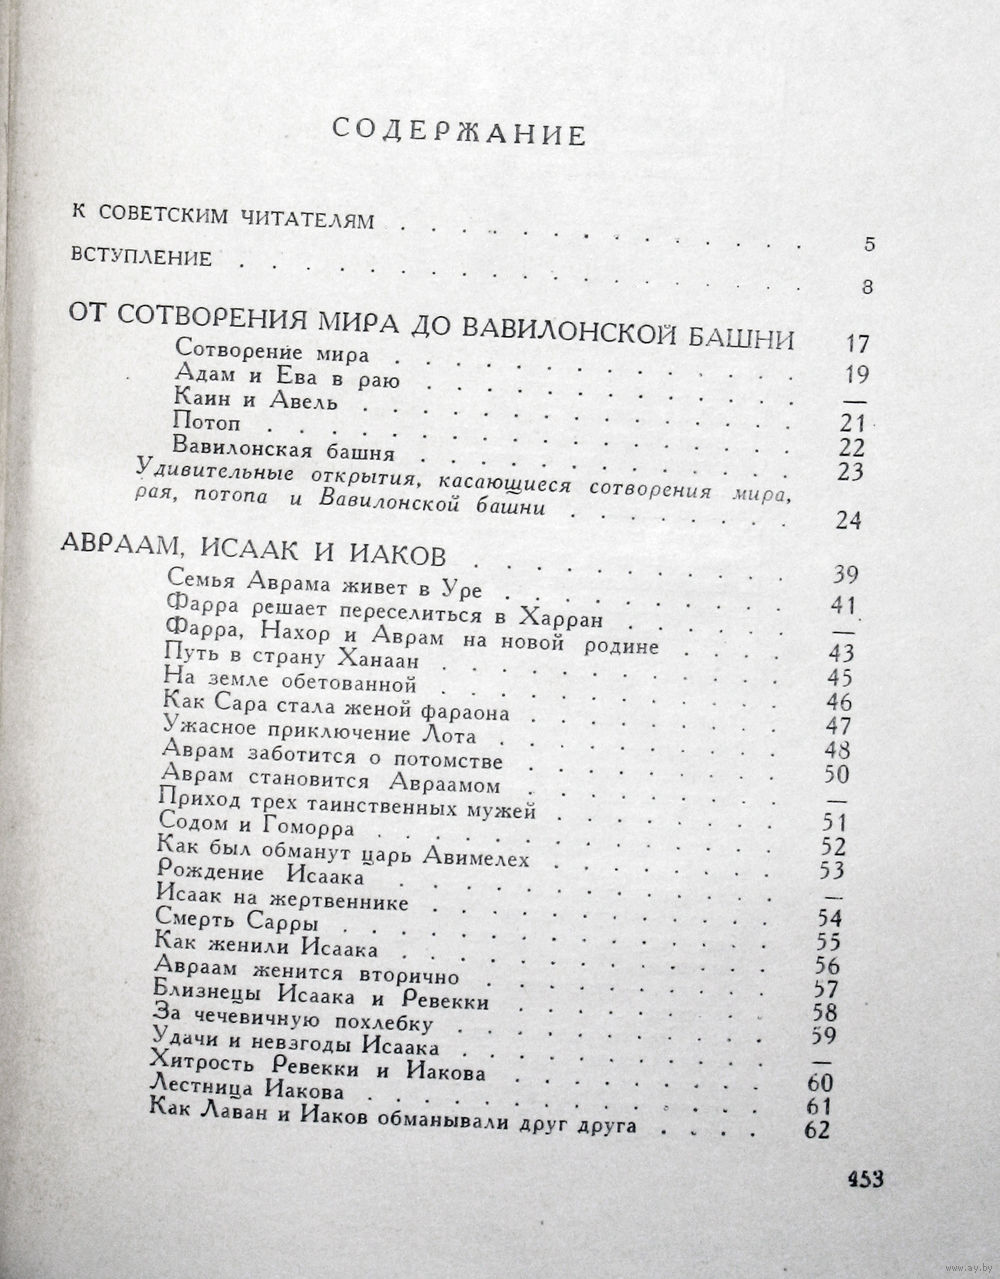 СОДЕРЖАНИЕ
К СОВЕТСКИМ ЧИТАТЕЛЯМ . . . . . . . . . . . . . 5
ВСТУПЛЕНИЕ . . . . . . . . . . . . . . . . . 8
ОТ СОТВОРЕНИЯ МИРА ДО ВАВИЛОНСКОЙ БАШНИ 17
Сотворение мира . . . . . . . . . . . . . 19
Адам и Ева в раю . . . . . . . . . . . . —
Каин и Авель . . . . . . . . . . . . . . 21
Потоп . . . . . . . . . . . . . . . . . 22
Вавилонская башня . . . . . . . . . . . . 23
Удивительные открытия, касающиеся сотворения мира,
рая, потопа и Вавилонской башни . . . . . . . 24
АВРААМ, ИСААК И ИАКОВ . . . . . . . . . . . 39
Семья Аврама живет в Уре . . . . . . . . . 41
Фарра решает переселиться в Харран . . . . . —
Фарра, Нахор и Аврам на новой родине . . . . 43
Путь в страну Ханаан . . . . . . . . . . . 45
На земле обетованной . . . . . . . . . . . 46
Как Сара стала женой фараона . . . . . . . . 47
Ужасное приключение Лота . . . . . . . . . 48
Аврам заботится о потомстве . . . . . . . . 50
Аврам становится Авраамом . . . . . . . . . —
Приход трех таинственных мужей . . . . . . . 51
Содом и Гоморра . . . . . . . . . . . . . 52
Как был обманут царь Авимелех . . . . . . . 53
Рождение Исаака . . . . . . . . . . . . . —
Исаак на жертвеннике . . . . . . . . . . . 54
Смерть Сарры . . . . . . . . . . . . . . 55
Как женили Исаака . . . . . . . . . . . . 56
Авраам женится вторично . . . . . . . . . . 57
Близнецы Исаака и Ревекки . . . . . . . . . 58
За чечевичную похлебку . . . . . . . . . . 59
Удачи и невзгоды Исаака . . . . . . . . . . —
Хитрость Ревекки и Иакова . . . . . . . . . 60
Лестница Иакова . . . . . . . . . . . . . 61
Как Лаван и Иаков обманывали друг друга . . . . 62
453
www.ay.by